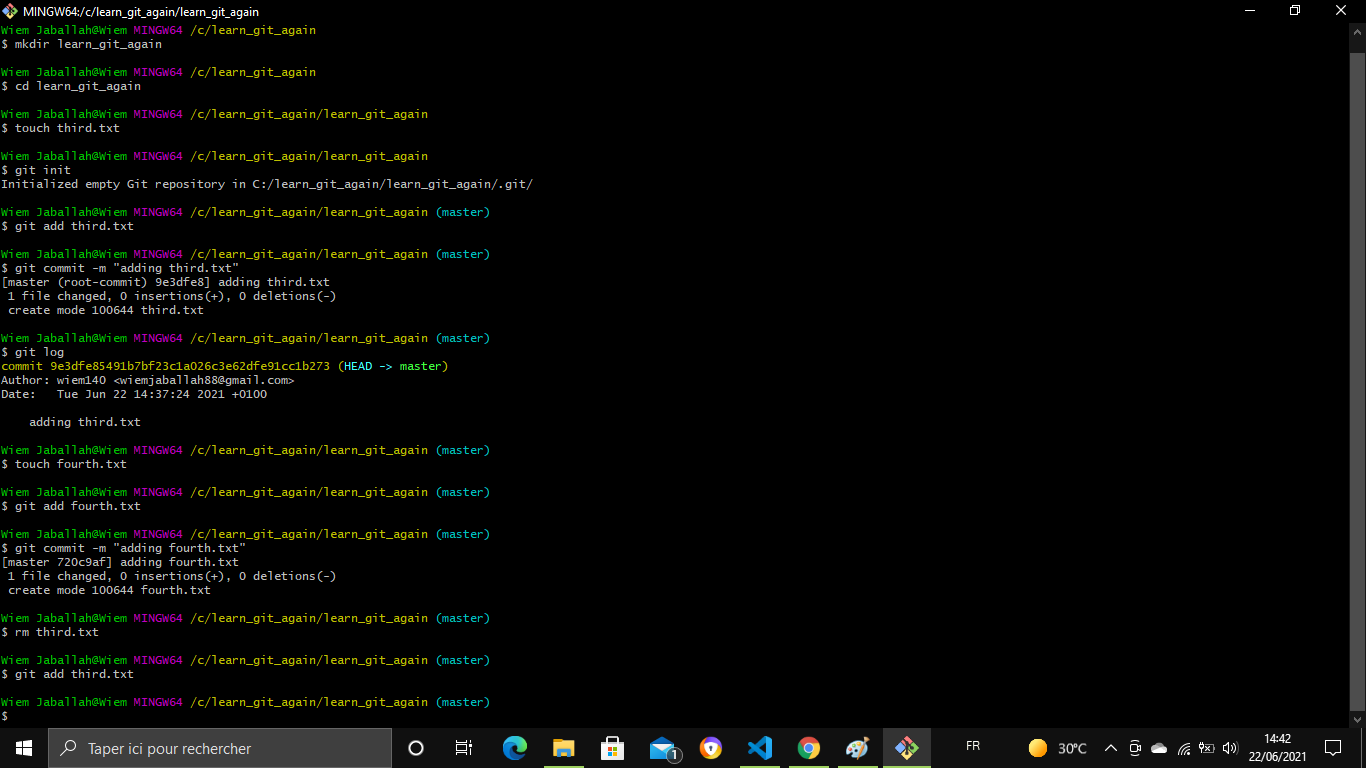 MINGW64:/c/learn_git_again/learn_git_again
Wiem Jaballah@Wiem MINGW64 /c/learn_git_again
$ mkdir learn_git_again
Wiem Jaballah@Wiem MINGW64 /c/learn_git_again
$ cd learn_git_again
Wiem Jaballah@Wiem MINGW64 /c/learn_git_again/learn_git_again
$ touch third.txt
Wiem Jaballah@Wiem MINGW64 /c/learn_git_again/learn_git_again
$ git init
Initialized empty Git repository in C:/learn_git_again/learn_git_again/.git/
Wiem Jaballah@Wiem MINGW64 /c/learn_git_again/learn_git_again (master)
$ git add third.txt
Wiem Jaballah@Wiem MINGW64 /c/learn_git_again/learn_git_again (master)
$ git commit -m "adding third.txt"
[master (root-commit) 9e3dfe8] adding third.txt
 1 file changed, 0 insertions(+), 0 deletions(-)
 create mode 100644 third.txt
Wiem Jaballah@Wiem MINGW64 /c/learn_git_again/learn_git_again (master)
$ git log
commit 9e3dfe85491b7bf23c1a026c3e62dfe91cc1b273 (HEAD -> master)
Author: wiem140 <wiemjaballah88@gmail.com>
Date:   Tue Jun 22 14:37:24 2021 +0100
    adding third.txt
Wiem Jaballah@Wiem MINGW64 /c/learn_git_again/learn_git_again (master)
$ touch fourth.txt
Wiem Jaballah@Wiem MINGW64 /c/learn_git_again/learn_git_again (master)
$ git add fourth.txt
Wiem Jaballah@Wiem MINGW64 /c/learn_git_again/learn_git_again (master)
$ git commit -m "adding fourth.txt"
[master 720c9af] adding fourth.txt
 1 file changed, 0 insertions(+), 0 deletions(-)
 create mode 100644 fourth.txt
Wiem Jaballah@Wiem MINGW64 /c/learn_git_again/learn_git_again (master)
$ rm third.txt
Wiem Jaballah@Wiem MINGW64 /c/learn_git_again/learn_git_again (master)
$ git add third.txt
Wiem Jaballah@Wiem MINGW64 /c/learn_git_again/learn_git_again (master)
$
Taper ici pour rechercher
1
FR
30°C
14:42
22/06/2021